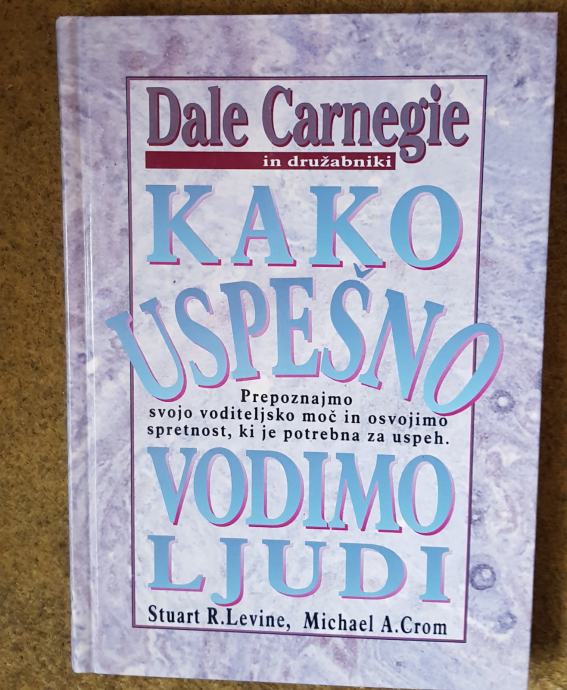 Dale Carnegie
in družabniki
KAKO
USPEŠNO
Prepoznajmo
svojo voditeljsko moč in osvojimo
spretnost, ki je potrebna za uspeh.
VODIMO
LJUDI
Stuart R.Levine, Michael A.Crom